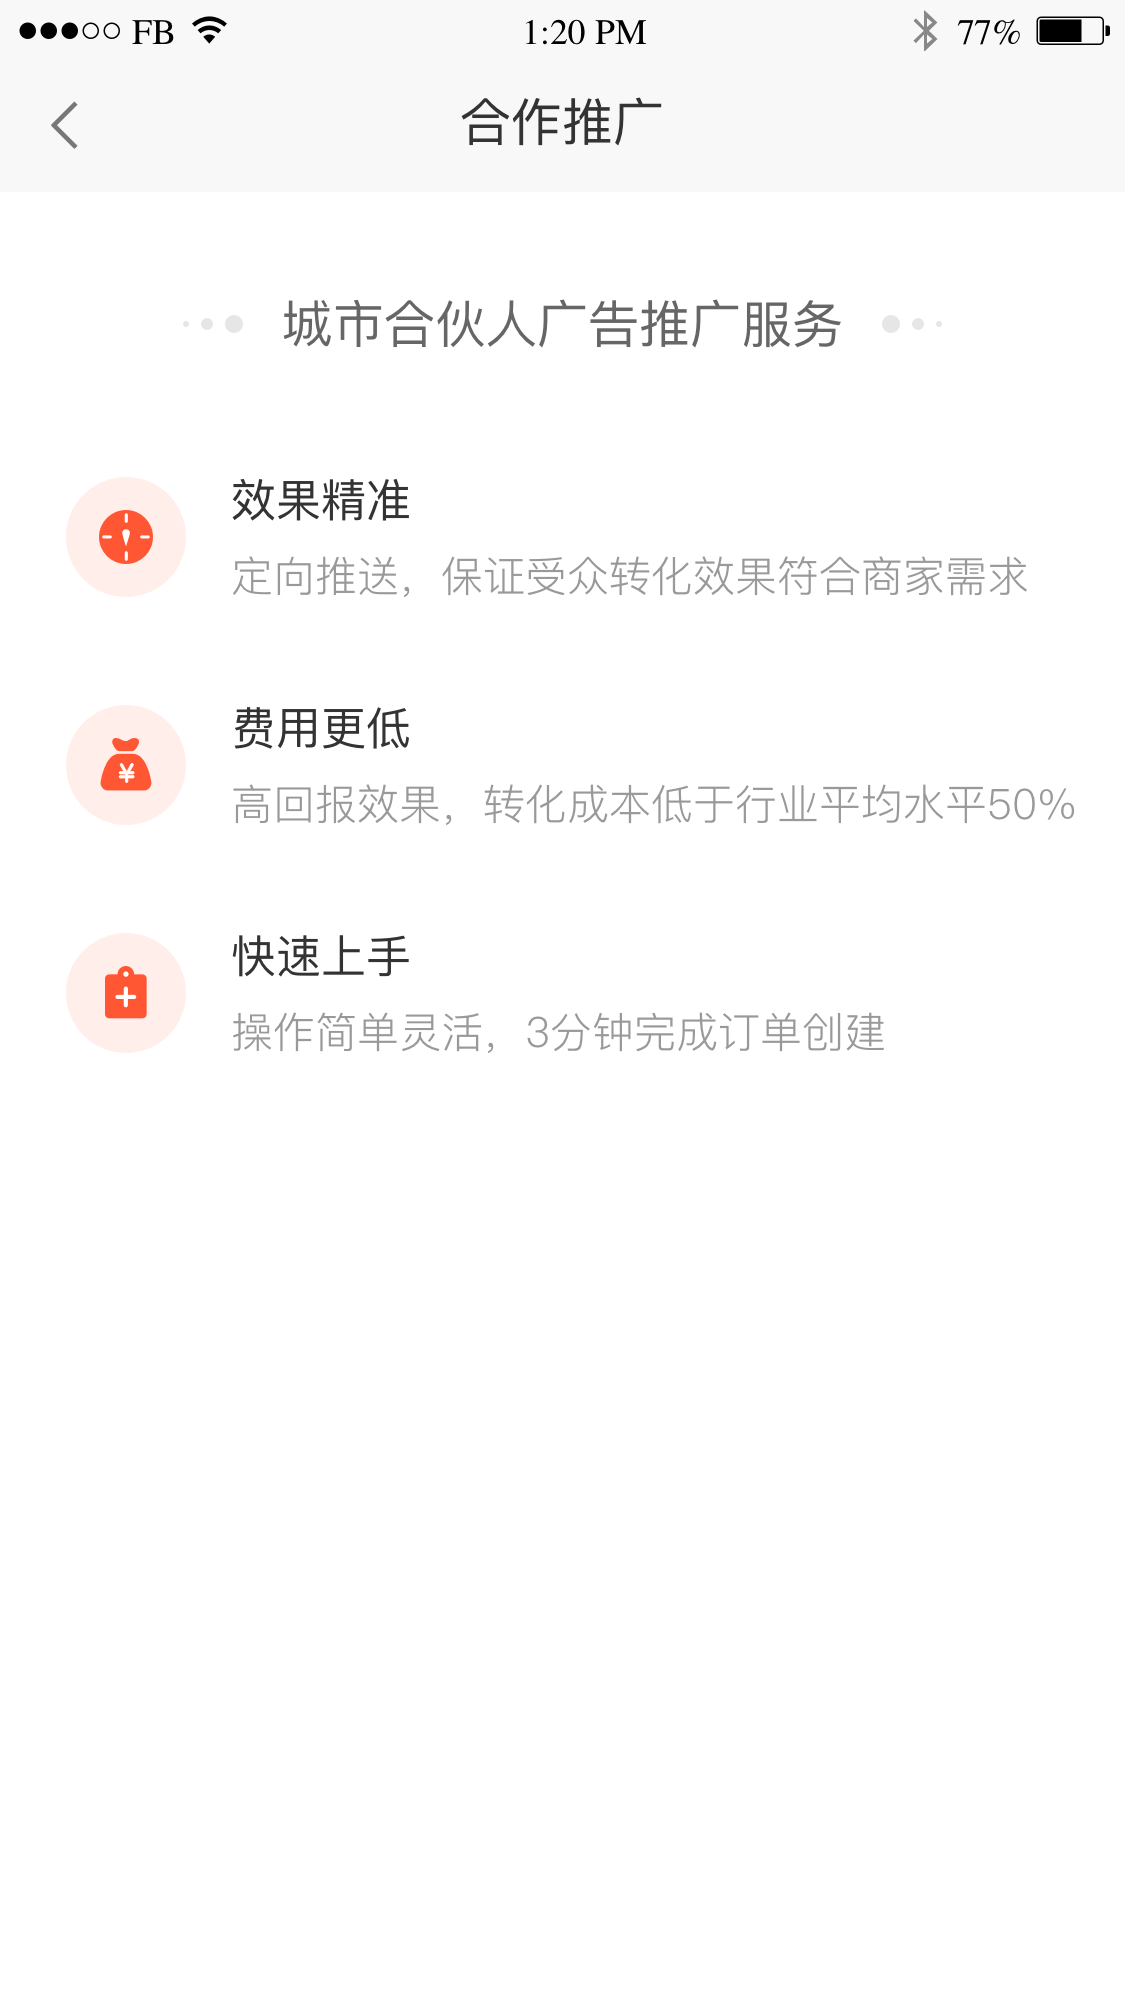 FB
1:20 PM
77%
合作推广
城市合伙人广告推广服务
效果精准
定向推送，保证受众转化效果符合商家需求
¥
费用更低
高回报效果，转化成本低于行业平均水平50%
快速上手
操作简单灵活，3分钟完成订单创建